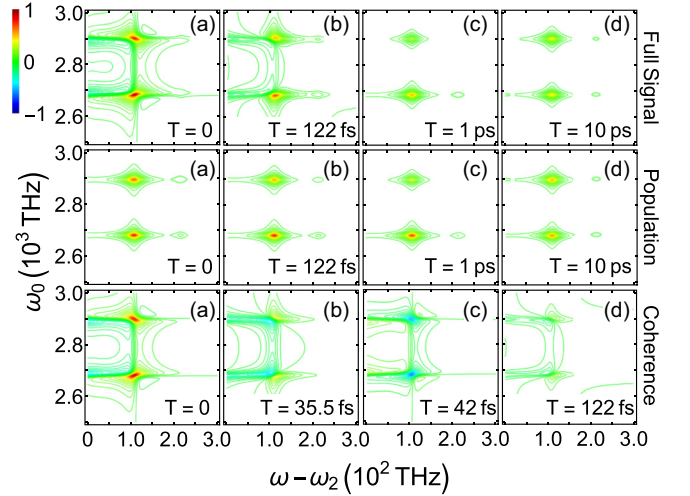 1
0
−1
3.0
2.8
2.6
(a)
T = 0
(b)
T = 122 fs
(c)
T = 1 ps
(d)
T = 10 ps
Full Signal
ω0 (10³ THz)
3.0
2.8
2.6
(a)
T = 0
(b)
T = 122 fs
(c)
T = 1 ps
(d)
T = 10 ps
Population
3.0
2.8
2.6
(a)
T = 0
(b)
T = 35.5 fs
(c)
T = 42 fs
(d)
T = 122 fs
Coherence
0 1.0 2.0 3.0
0 1.0 2.0 3.0
0 1.0 2.0 3.0
0 1.0 2.0 3.0
ω – ω2 (10² THz)